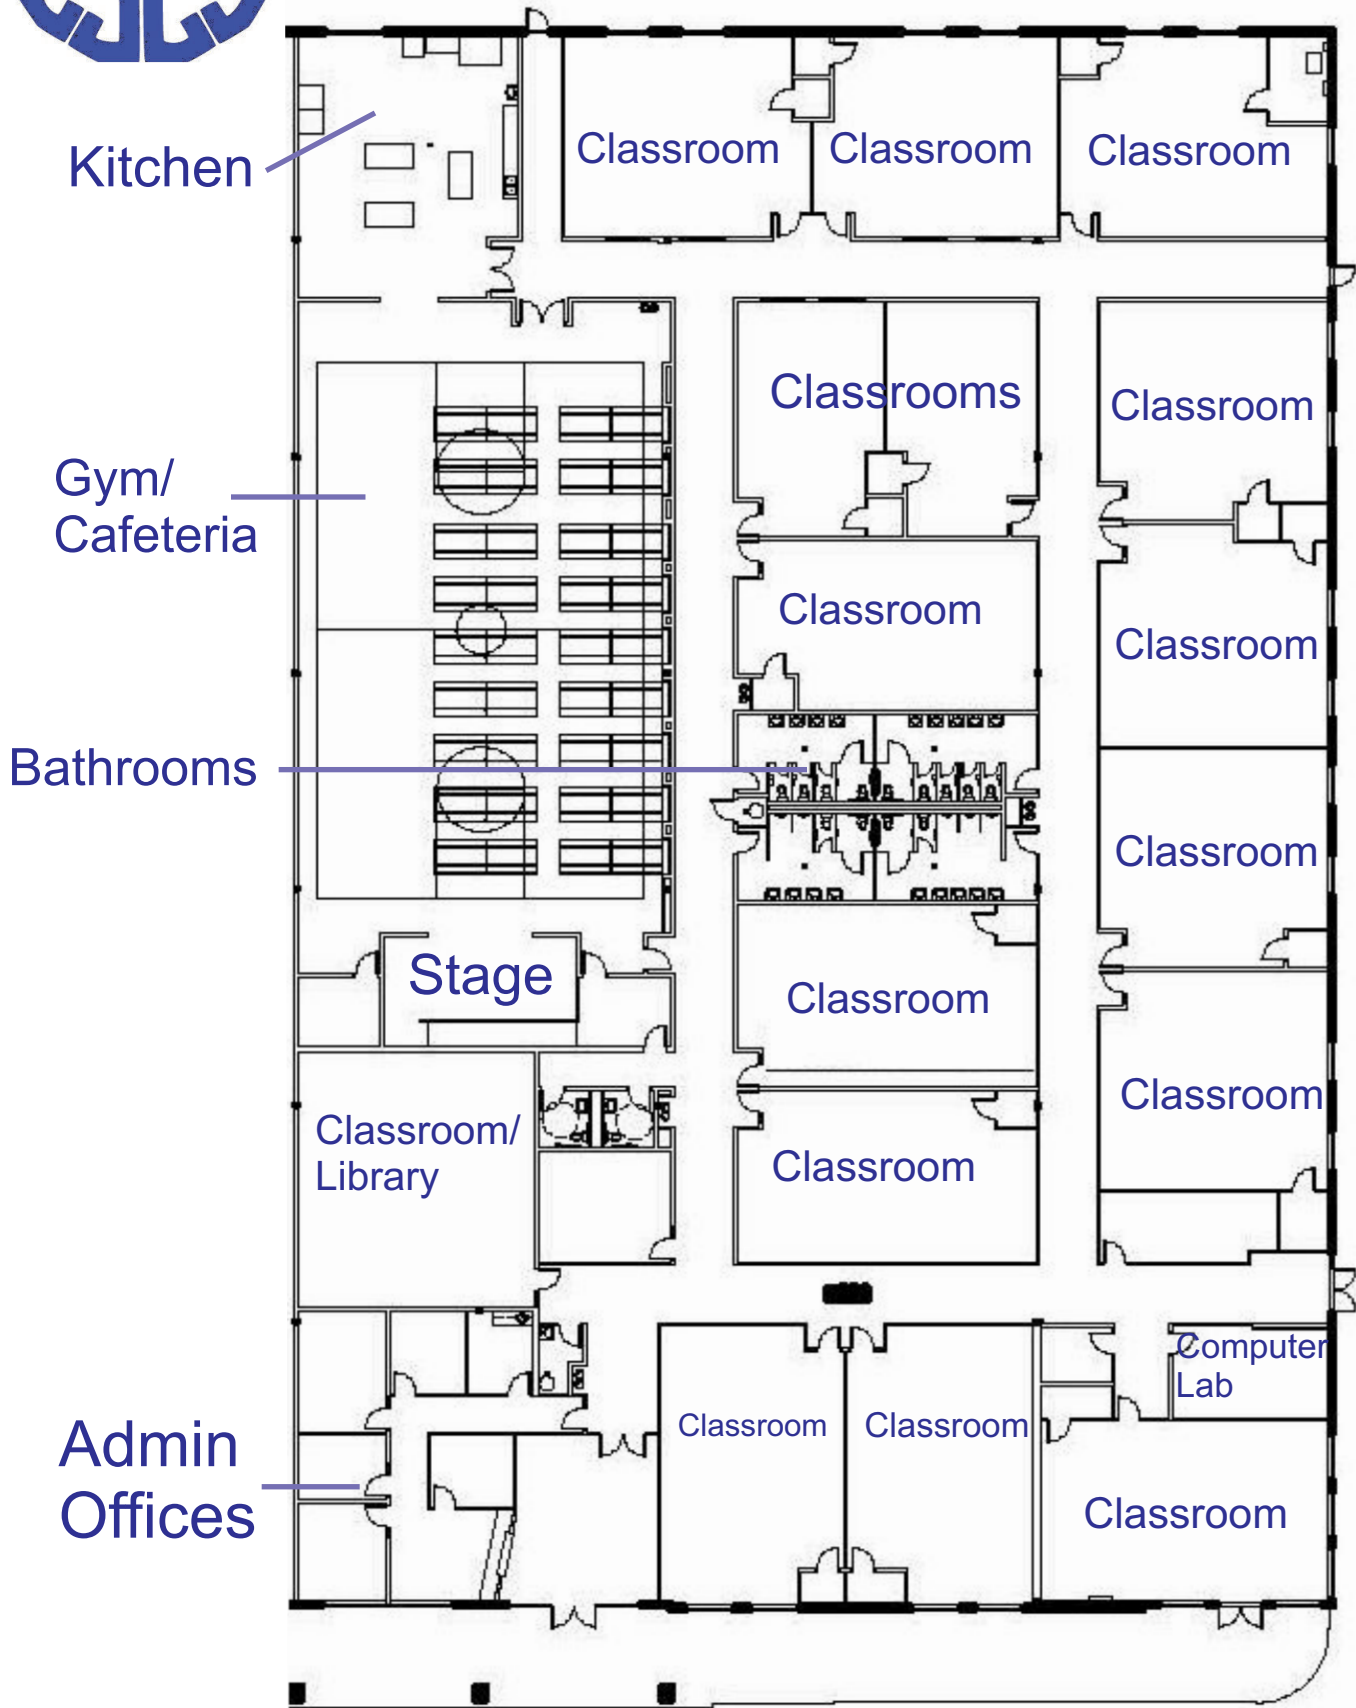 Kitchen
Classroom
Classroom
Classroom
Classrooms
Classroom
Gym/
Cafeteria
Classroom
Classroom
Bathrooms
Classroom
Stage
Classroom
Classroom
Classroom/
Library
Classroom
Computer
Lab
Admin
Offices
Classroom
Classroom
Classroom